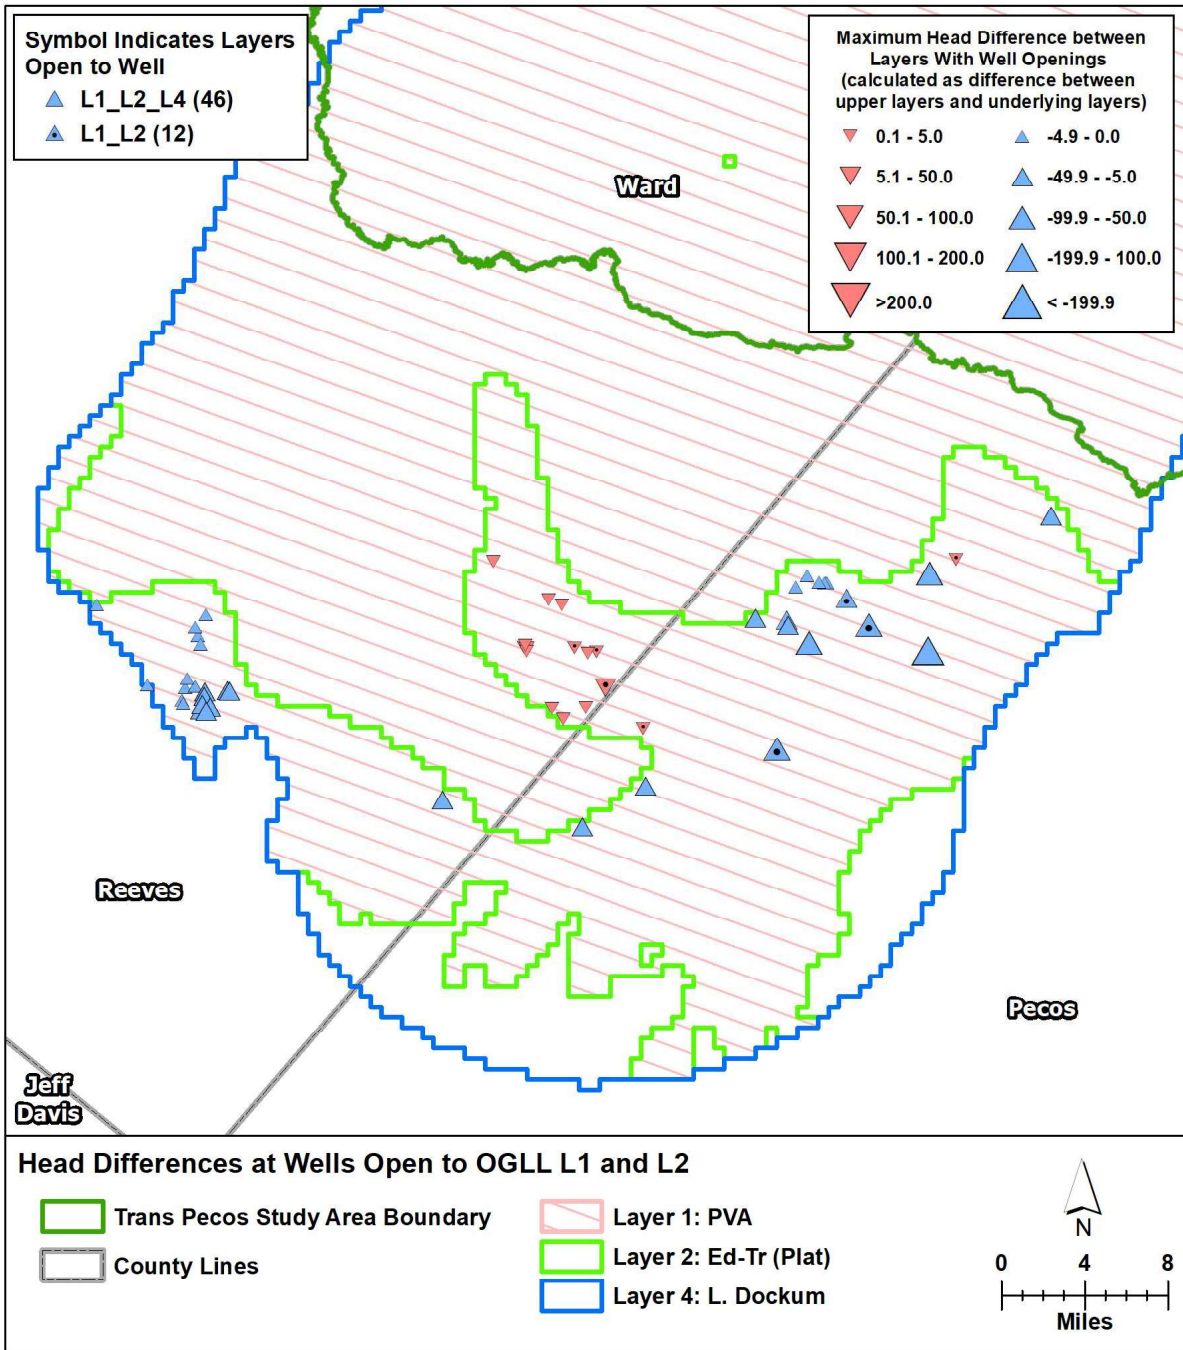 Symbol Indicates Layers
Open to Well
L1_L2_L4 (46)
L1_L2 (12)
Maximum Head Difference between
Layers With Well Openings
(calculated as difference between
upper layers and underlying layers)
0.1 - 5.0 -4.9 - 0.0
5.1 - 50.0 -49.9 - -5.0
50.1 - 100.0 -99.9 - -50.0
100.1 - 200.0 -199.9 - 100.0
>200.0 < -199.9
Ward
Reeves
Pecos
Jeff
Davis
Head Differences at Wells Open to OGLL L1 and L2
Trans Pecos Study Area Boundary
County Lines
Layer 1: PVA
Layer 2: Ed-Tr (Plat)
Layer 4: L. Dockum
N
0 4 8
Miles